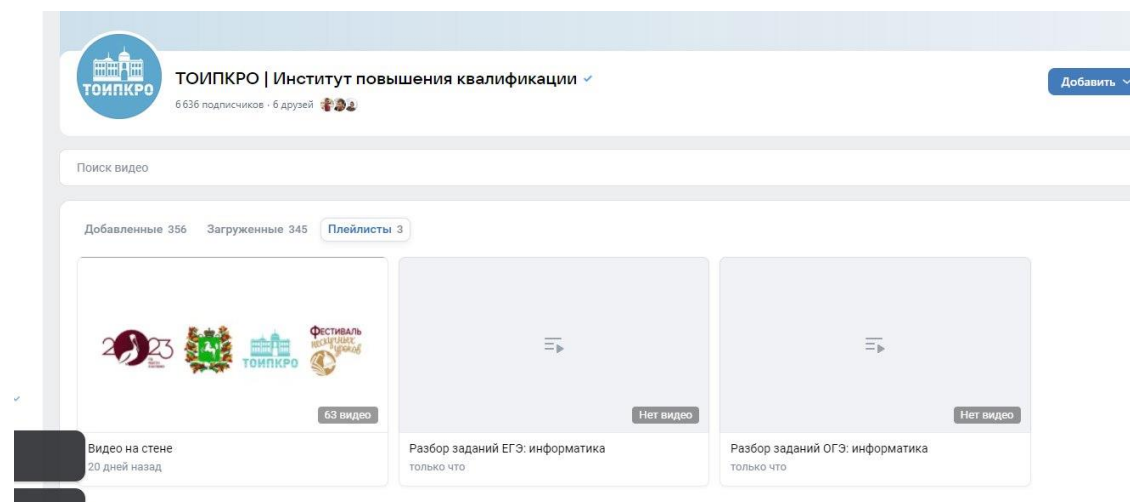 ТОИПКРО
ТОИПКРО | Институт повышения квалификации
6 636 подписчиков · 6 друзей
Добавить
Поиск видео
Добавленные 356 Загруженные 345 Плейлисты 3
2023
ТОИПКРО
ФЕСТИВАЛЬ
нескучных
уроков
63 видео
Нет видео
Нет видео
Видео на стене
20 дней назад
Разбор заданий ЕГЭ: информатика
только что
Разбор заданий ОГЭ: информатика
только что